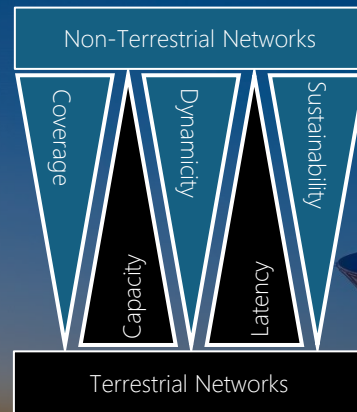 Non-Terrestrial Networks
Coverage
Capacity
Dynamicity
Latency
Sustainability
Terrestrial Networks